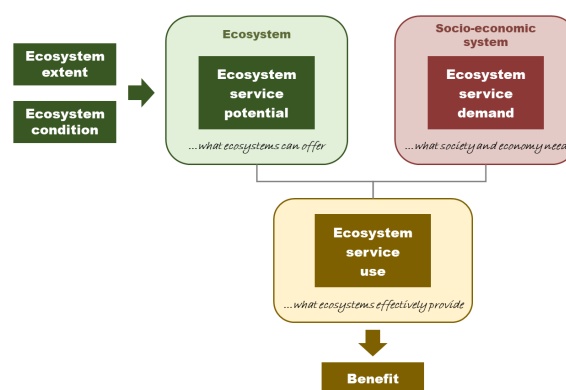 Ecosystem
extent
Ecosystem
condition
Ecosystem
Ecosystem
service
potential
...what ecosystems can offer
Socio-economic
system
Ecosystem
service
demand
...what society and economy need
Ecosystem
service
use
...what ecosystems effectively provide
Benefit